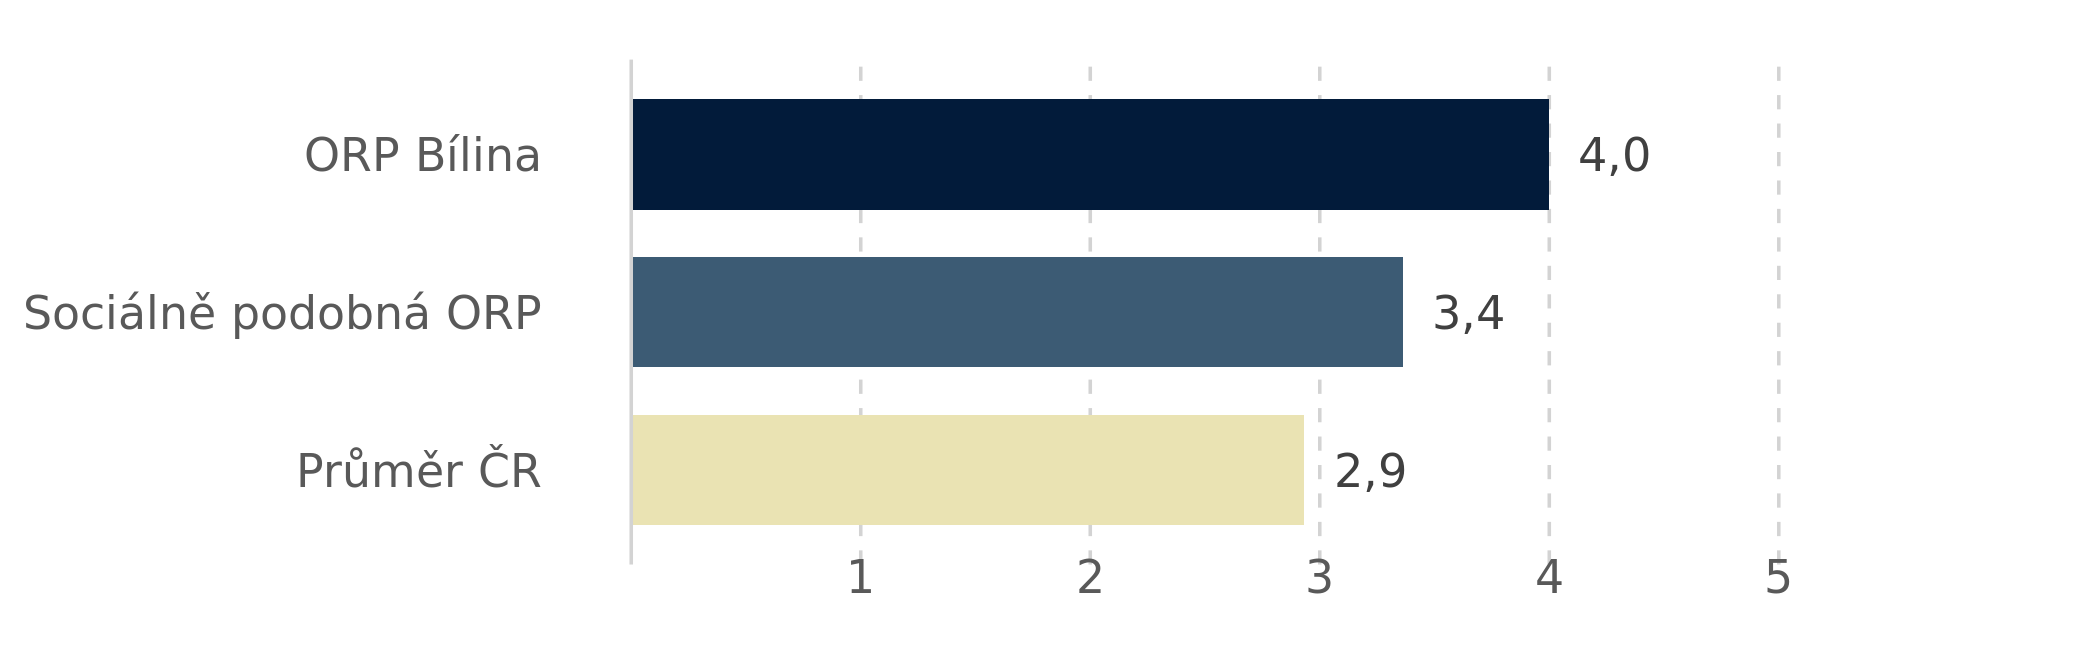 ORP Bílina
4,0
Sociálně podobná ORP
3,4
Průměr ČR
2,9
1 2 3 4 5